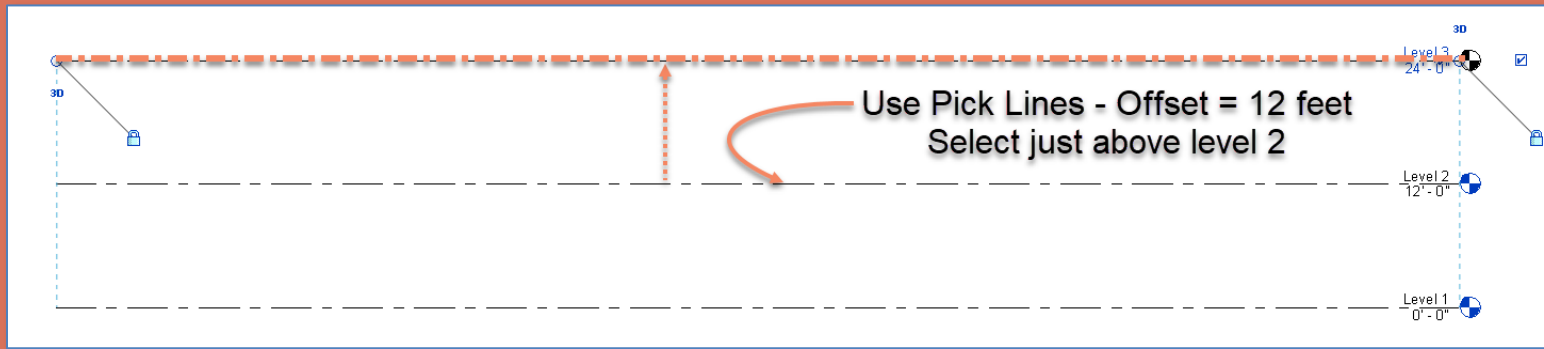 3D
Level 3
24' - 0"
3D
Use Pick Lines - Offset = 12 feet
Select just above level 2
Level 2
12' - 0"
Level 1
0' - 0"